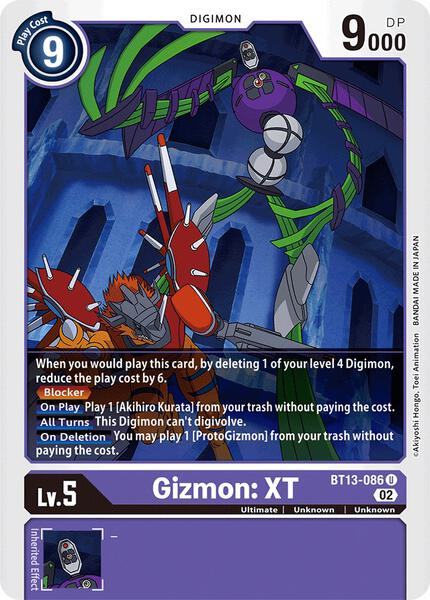 DIGIMON
Play Cost
9
DP
9000
©Akiyoshi Hongo, Toei Animation BANDAI MADE IN JAPAN
When you would play this card, by deleting 1 of your level 4 Digimon,
reduce the play cost by 6.
Blocker
On Play Play 1 [Akihiro Kurata] from your trash without paying the cost.
All Turns This Digimon can't digivolve.
On Deletion You may play 1 [ProtoGizmon] from your trash without
paying the cost.
Lv.5
Gizmon: XT
BT13-086 U
02
Ultimate | Unknown | Unknown
Inherited Effect
–